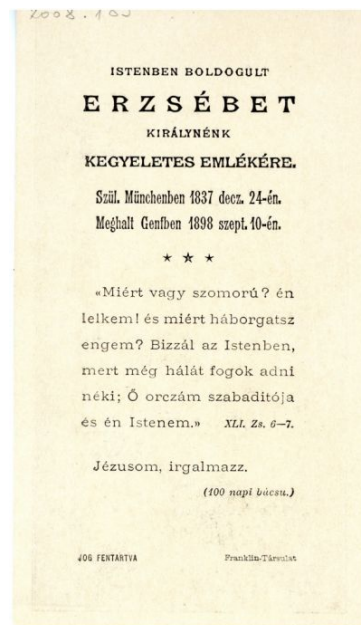 2008.103
ISTENBEN BOLDOGULT
ERZSÉBET
KIRÁLYNÉNK
KEGYELETES EMLÉKÉRE.
Szül. Münchenben 1837 decz. 24-én.
Meghalt Genfben 1898 szept. 10-én.
«Miért vagy szomorú? én
lelkem! és miért háborgatsz
engem? Bizzál az Istenben,
mert még hálát fogok adni
néki; Ő orczám szabaditója
és én Istenem.» XLI. Zs. 6—7.
Jézusom, irgalmazz.
(100 napi búcsu.)
JOG FENTARTVA
Franklin-Társulat